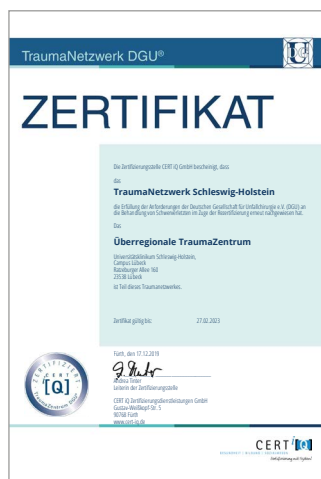 TraumaNetzwerk DGU®
ZERTIFIKAT
Die Zertifizierungsstelle CERT iQ GmbH bescheinigt, dass
das
TraumaNetzwerk Schleswig-Holstein
die Erfüllung der Anforderungen der Deutschen Gesellschaft für Unfallchirurgie e.V. (DGU) an
die Behandlung von Schwerverletzten im Zuge der Rezertifizierung erneut nachgewiesen hat.
Das
Überregionale TraumaZentrum
Universitätsklinikum Schleswig-Holstein,
Campus Lübeck
Ratzeburger Allee 160
23538 Lübeck
ist Teil dieses Traumanetzwerkes.
Zertifikat gültig bis: 27.02.2023
Fürth, den 17.12.2019
Andrea Tinter
Leiterin der Zertifizierungsstelle
CERT iQ Zertifizierungsdienstleistungen GmbH
Gustav-Weißkopf-Str. 5
90768 Fürth
www.cert-iq.de
ZERTIFIZIERT
CERT
[iQ]
TraumaZentrum DGU®
CERT iQ